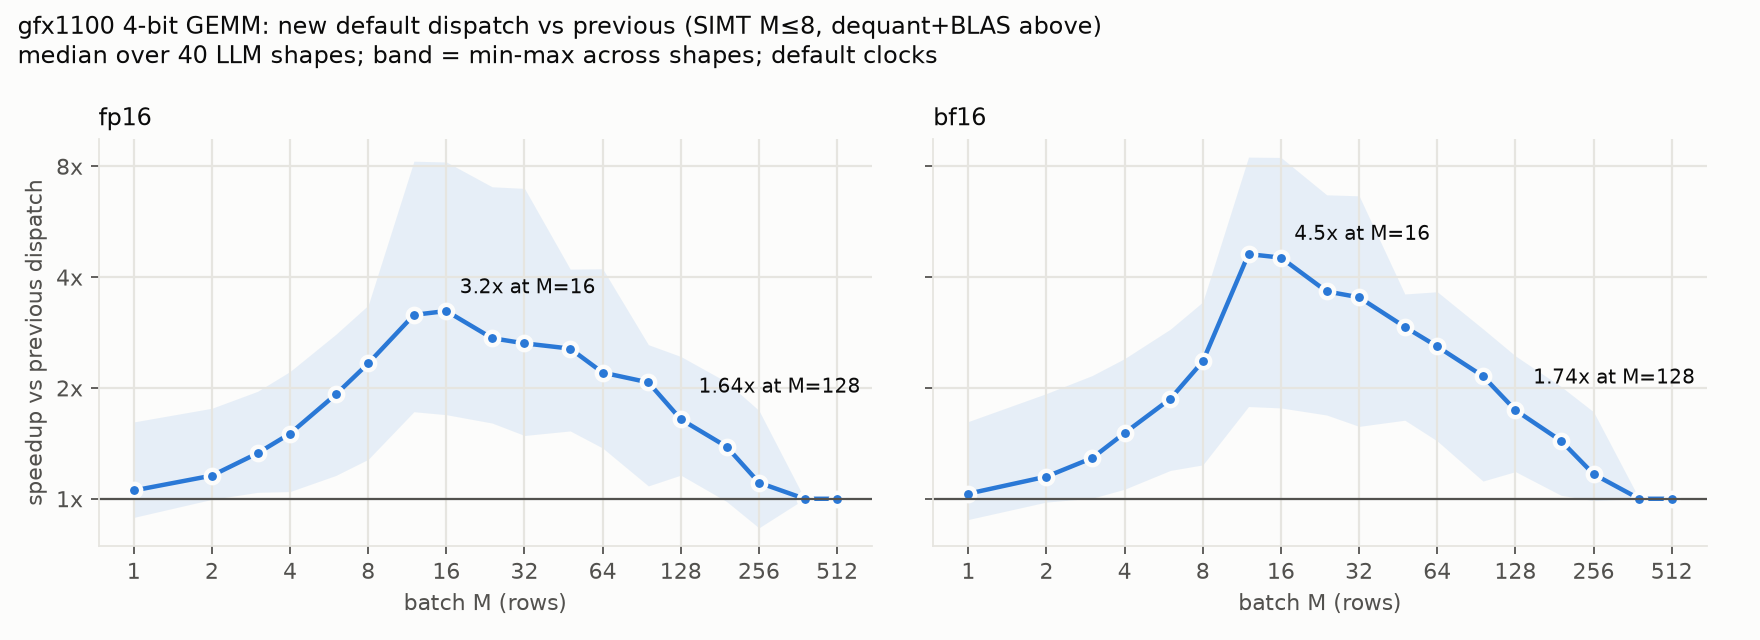 gfx1100 4-bit GEMM: new default dispatch vs previous (SIMT M≤8, dequant+BLAS above)
median over 40 LLM shapes; band = min-max across shapes; default clocks
fp16
bf16
speedup vs previous dispatch
8x
4x
2x
1x
3.2x at M=16
1.64x at M=128
4.5x at M=16
1.74x at M=128
1 2 4 8 16 32 64 128 256 512
1 2 4 8 16 32 64 128 256 512
batch M (rows)
batch M (rows)